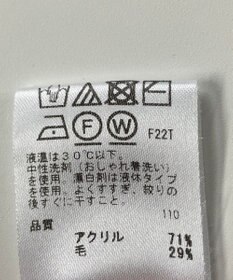 F W F22T
液温は30℃以下。
中性洗剤(おしゃれ着洗い)
を使用。漂白剤は液体タイプ
を使用。よくすすぎ、絞りの
後すぐに干すこと。
110
品質
アクリル 71%
毛 29%